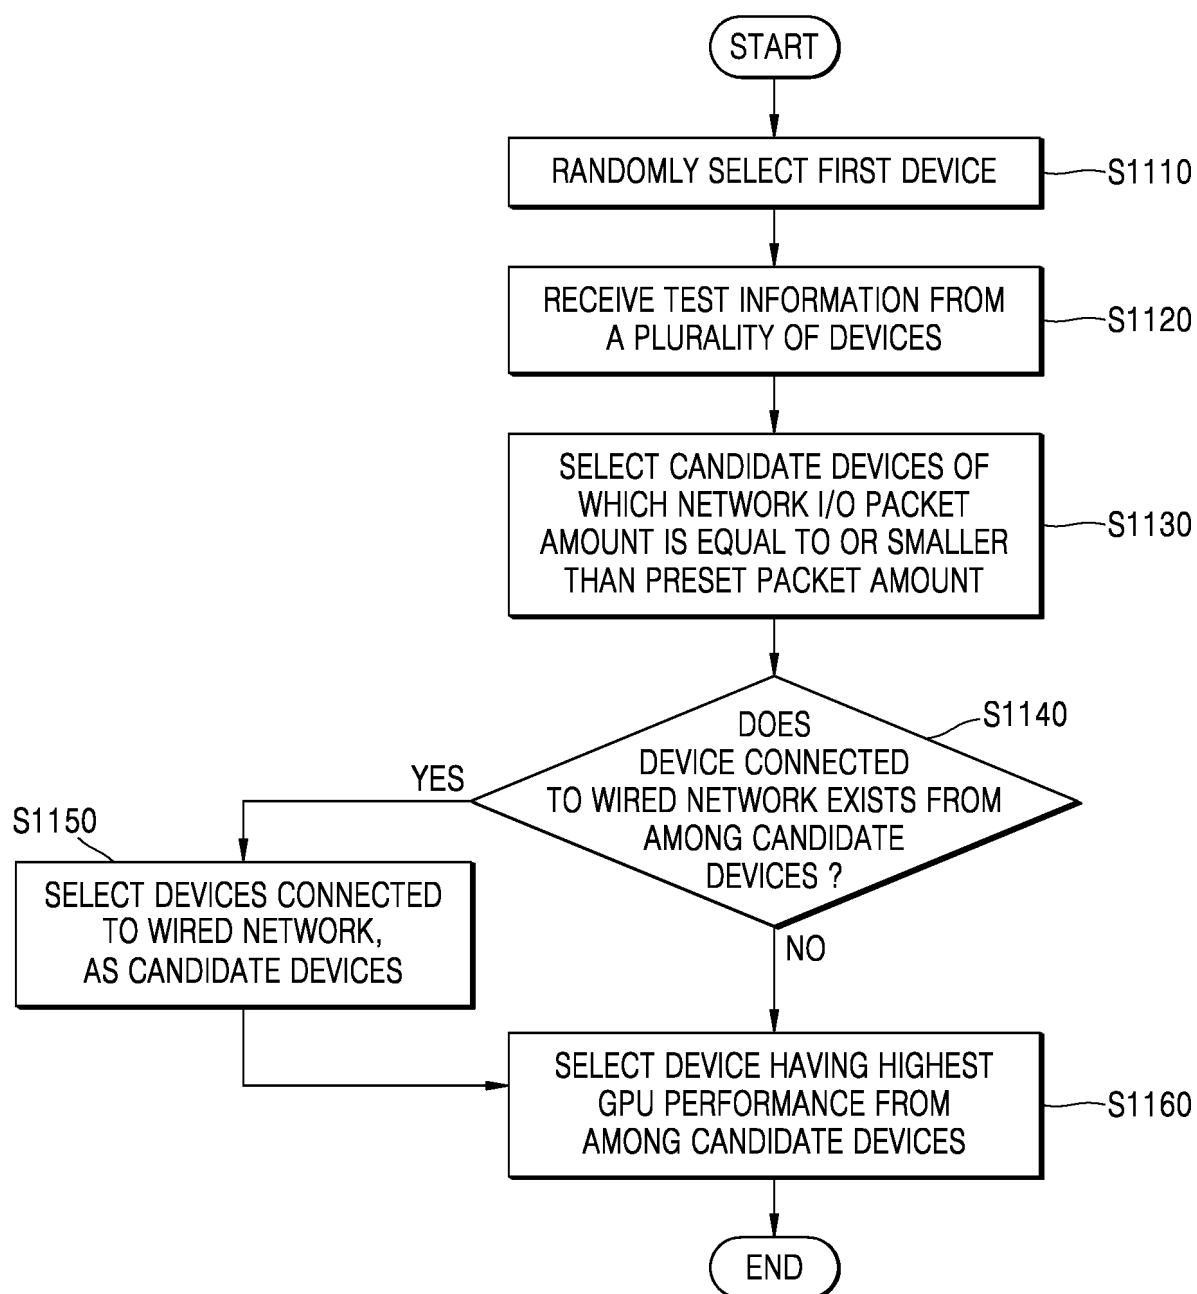 START
RANDOMLY SELECT FIRST DEVICE
S1110
RECEIVE TEST INFORMATION FROM
A PLURALITY OF DEVICES
S1120
SELECT CANDIDATE DEVICES OF
WHICH NETWORK I/O PACKET
AMOUNT IS EQUAL TO OR SMALLER
THAN PRESET PACKET AMOUNT
S1130
DOES
DEVICE CONNECTED
TO WIRED NETWORK EXISTS FROM
AMONG CANDIDATE
DEVICES ?
S1140
YES
S1150
SELECT DEVICES CONNECTED
TO WIRED NETWORK,
AS CANDIDATE DEVICES
NO
SELECT DEVICE HAVING HIGHEST
GPU PERFORMANCE FROM
AMONG CANDIDATE DEVICES
S1160
END